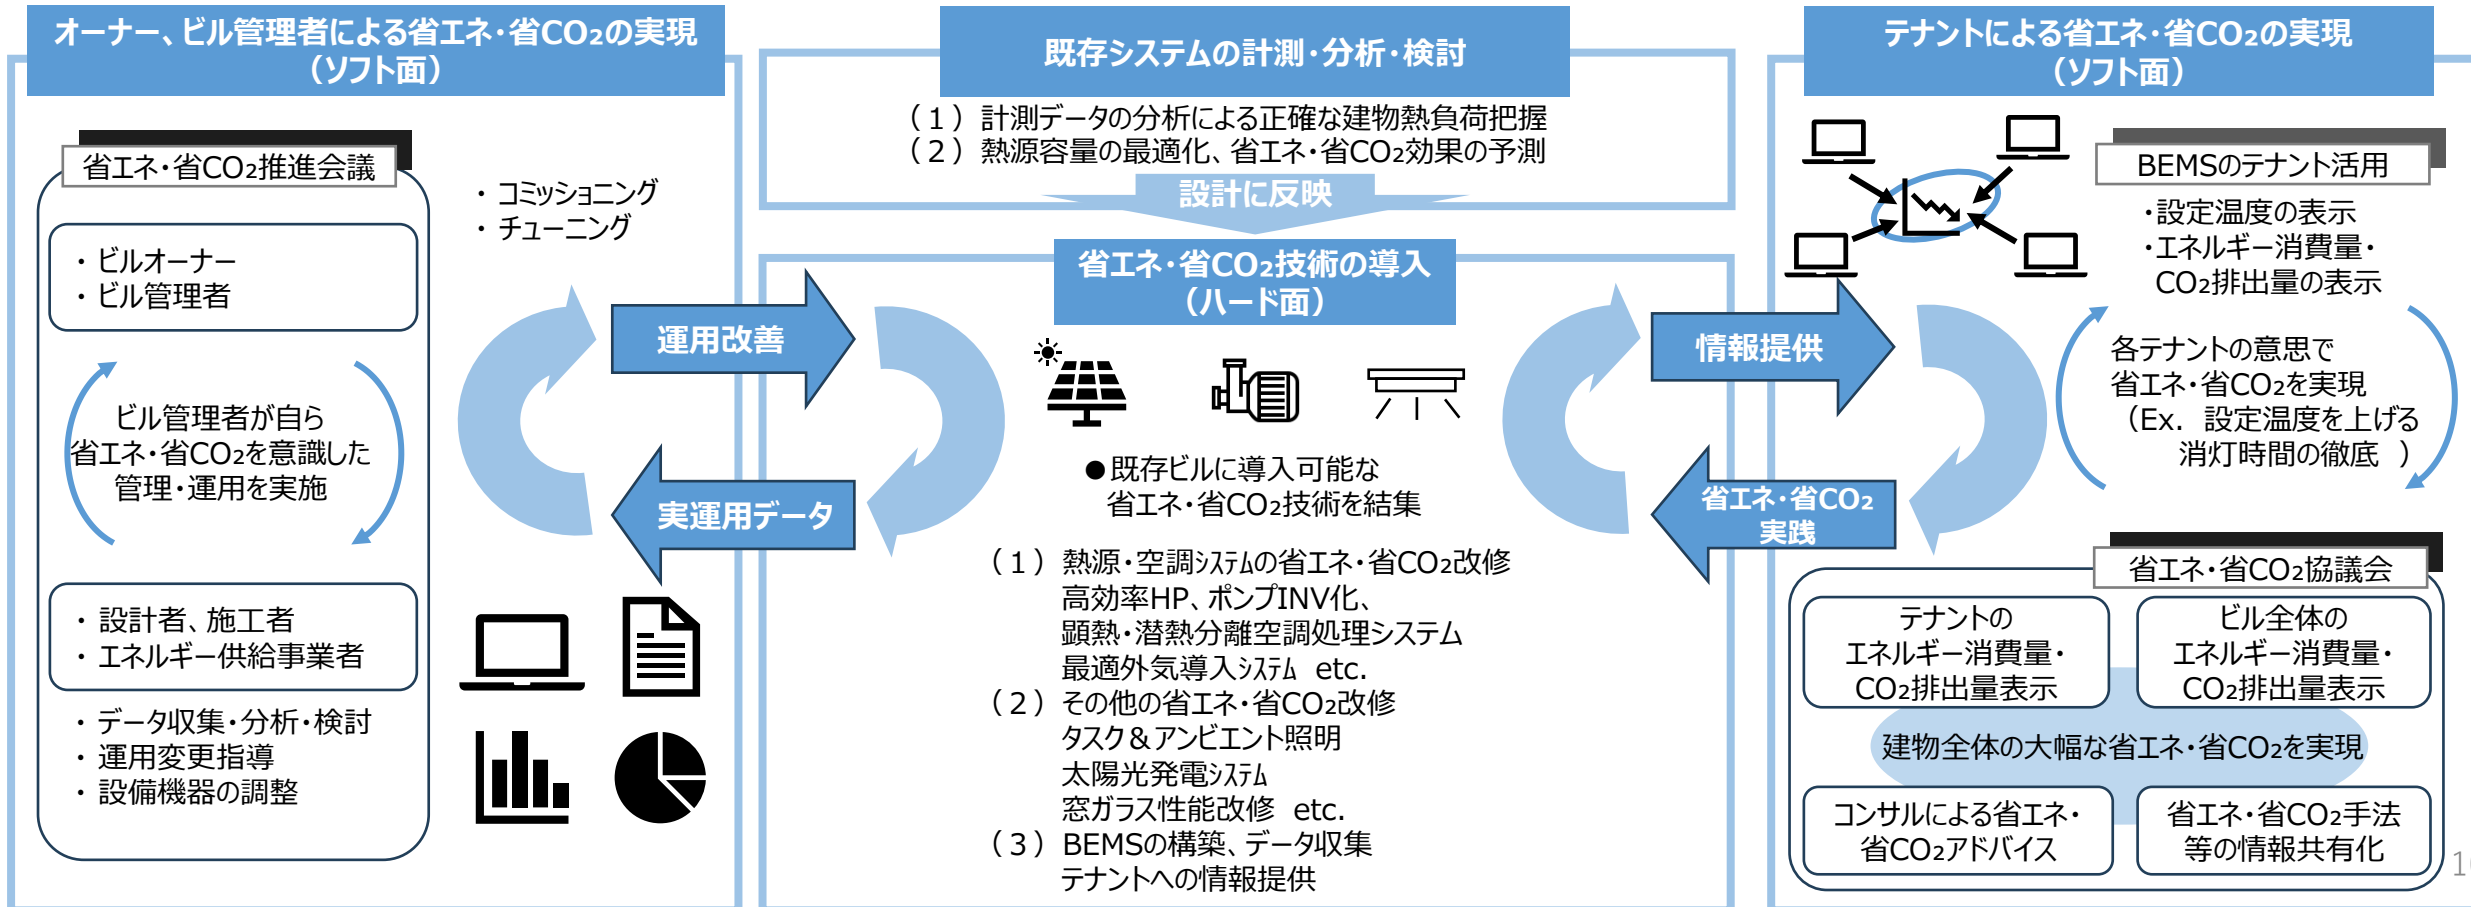 オーナー、ビル管理者による省エネ・省CO₂の実現
（ソフト面）
省エネ・省CO₂推進会議
・ビルオーナー
・ビル管理者
ビル管理者が自ら
省エネ・省CO₂を意識した
管理・運用を実施
・設計者、施工者
・エネルギー供給事業者
・データ収集・分析・検討
・運用変更指導
・設備機器の調整
・コミッショニング
・チューニング
運用改善
実運用データ
既存システムの計測・分析・検討
（１）計測データの分析による正確な建物熱負荷把握
（２）熱源容量の最適化、省エネ・省CO₂効果の予測
設計に反映
省エネ・省CO₂技術の導入
（ハード面）
●既存ビルに導入可能な
省エネ・省CO₂技術を結集
（１）熱源・空調システムの省エネ・省CO₂改修
高効率HP、ポンプINV化、
顕熱・潜熱分離空調処理システム
最適外気導入システム etc.
（２）その他の省エネ・省CO₂改修
タスク＆アンビエント照明
太陽光発電システム
窓ガラス性能改修 etc.
（３）BEMSの構築、データ収集
テナントへの情報提供
情報提供
省エネ・省CO₂
実践
テナントによる省エネ・省CO₂の実現
（ソフト面）
BEMSのテナント活用
・設定温度の表示
・エネルギー消費量・
CO₂排出量の表示
各テナントの意思で
省エネ・省CO₂を実現
（Ex. 設定温度を上げる
消灯時間の徹底 ）
省エネ・省CO₂協議会
テナントの
エネルギー消費量・
CO₂排出量表示
ビル全体の
エネルギー消費量・
CO₂排出量表示
建物全体の大幅な省エネ・省CO₂を実現
コンサルによる省エネ・
省CO₂アドバイス
省エネ・省CO₂手法
等の情報共有化